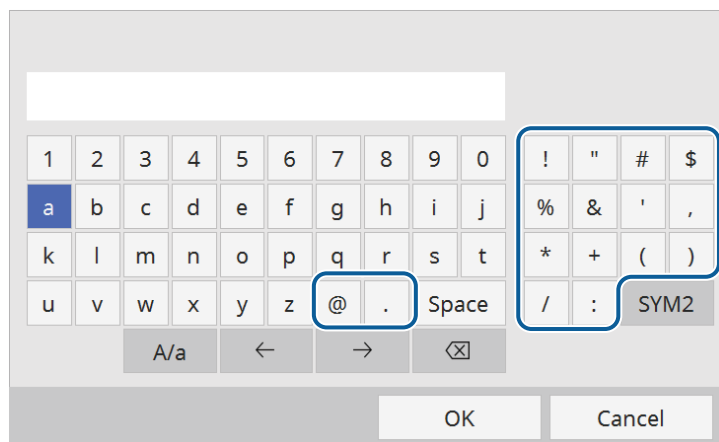 1 2 3 4 5 6 7 8 9 0 ! " # $
a b c d e f g h i j % & ' ,
k l m n o p q r s t * + ( )
u v w x y z @ . Space / : SYM2
A/a ← → ⌫
OK Cancel